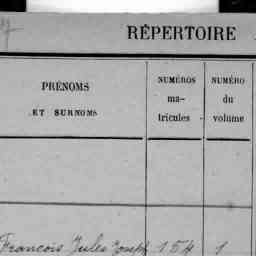 RÉPERTOIRE
PRÉNOMS
ET SURNOMS
NUMÉROS
ma-
tricules
NUMÉRO
du
volume
François Jules Joseph 154 1